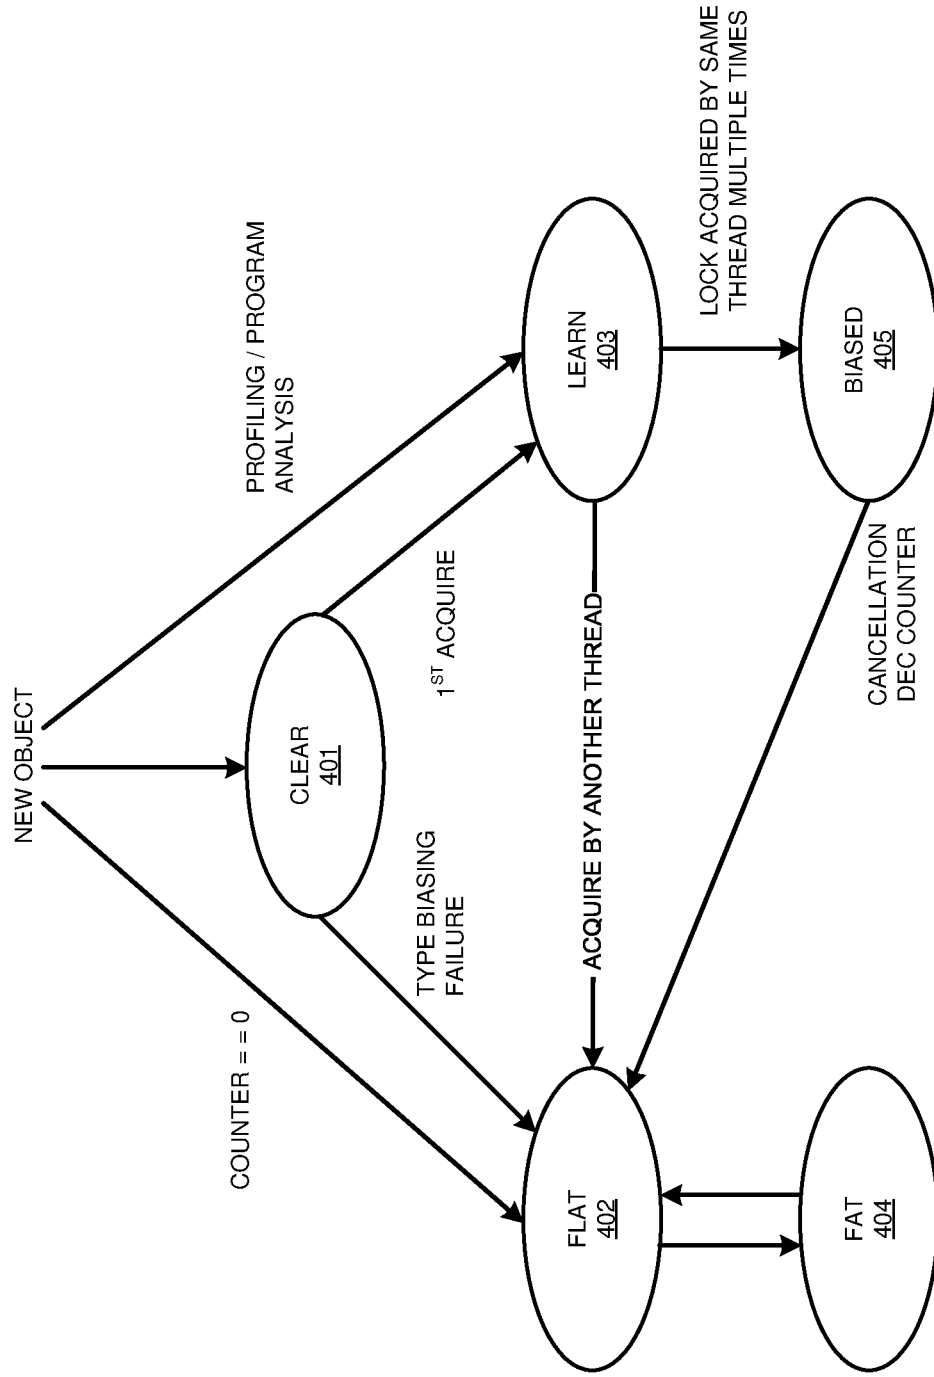 NEW OBJECT
COUNTER = = 0
PROFILING / PROGRAM
ANALYSIS
CLEAR
401
TYPE BIASING
FAILURE
1ST ACQUIRE
FLAT
402
ACQUIRE BY ANOTHER THREAD
LEARN
403
LOCK ACQUIRED BY SAME
THREAD MULTIPLE TIMES
FAT
404
CANCELLATION
DEC COUNTER
BIASED
405